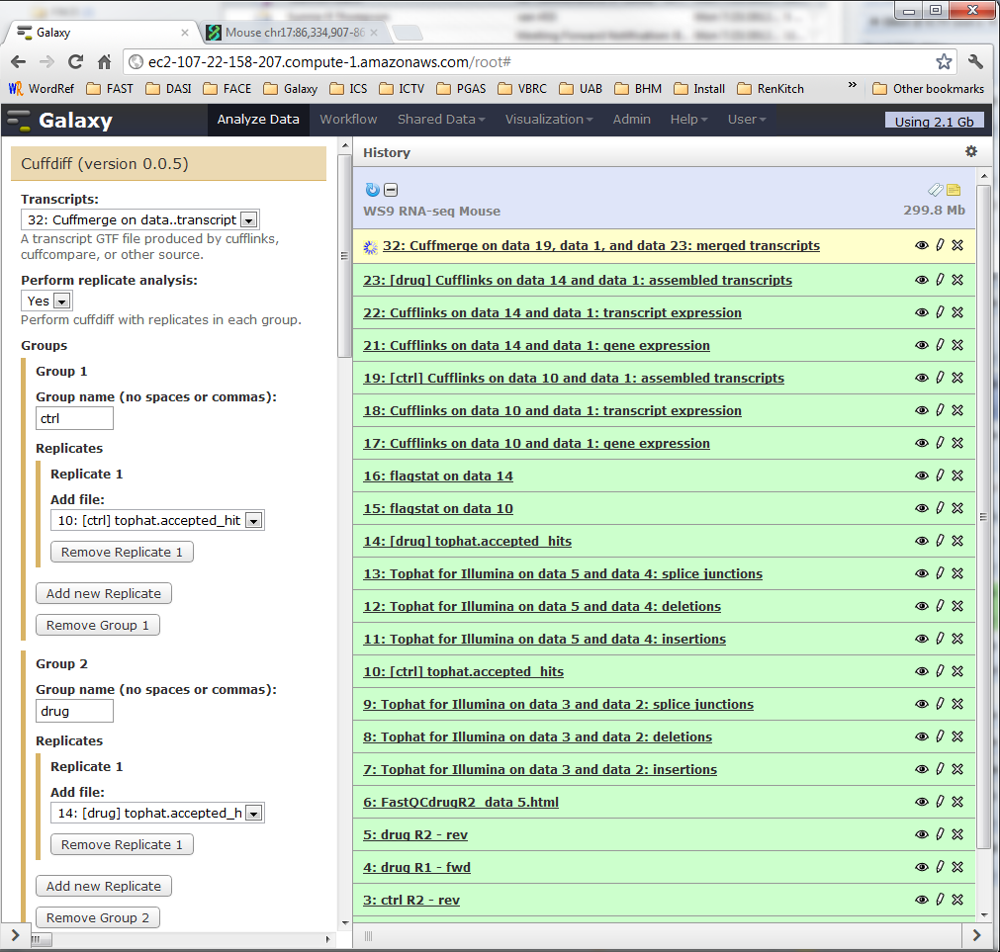 Galaxy
Mouse chr17:86,334,907-86
ec2-107-22-158-207.compute-1.amazonaws.com/root#
WordRef FAST DASI FACE Galaxy ICS ICTV PGAS VBRC UAB BHM Install RenKitch » Other bookmarks
Galaxy Analyze Data Workflow Shared Data Visualization Admin Help User Using 2.1 Gb
Cuffdiff (version 0.0.5)
Transcripts:
32: Cuffmerge on data..transcript
A transcript GTF file produced by cufflinks,
cuffcompare, or other source.
Perform replicate analysis:
Yes
Perform cuffdiff with replicates in each group.
Groups
Group 1
Group name (no spaces or commas):
ctrl
Replicates
Replicate 1
Add file:
10: [ctrl] tophat.accepted_hit
Remove Replicate 1
Add new Replicate
Remove Group 1
Group 2
Group name (no spaces or commas):
drug
Replicates
Replicate 1
Add file:
14: [drug] tophat.accepted_h
Remove Replicate 1
Add new Replicate
Remove Group 2
History
WS9 RNA-seq Mouse 299.8 Mb
32: Cuffmerge on data 19, data 1, and data 23: merged transcripts
23: [drug] Cufflinks on data 14 and data 1: assembled transcripts
22: Cufflinks on data 14 and data 1: transcript expression
21: Cufflinks on data 14 and data 1: gene expression
19: [ctrl] Cufflinks on data 10 and data 1: assembled transcripts
18: Cufflinks on data 10 and data 1: transcript expression
17: Cufflinks on data 10 and data 1: gene expression
16: flagstat on data 14
15: flagstat on data 10
14: [drug] tophat.accepted_hits
13: Tophat for Illumina on data 5 and data 4: splice junctions
12: Tophat for Illumina on data 5 and data 4: deletions
11: Tophat for Illumina on data 5 and data 4: insertions
10: [ctrl] tophat.accepted_hits
9: Tophat for Illumina on data 3 and data 2: splice junctions
8: Tophat for Illumina on data 3 and data 2: deletions
7: Tophat for Illumina on data 3 and data 2: insertions
6: FastQCdrugR2_data 5.html
5: drug R2 - rev
4: drug R1 - fwd
3: ctrl R2 - rev